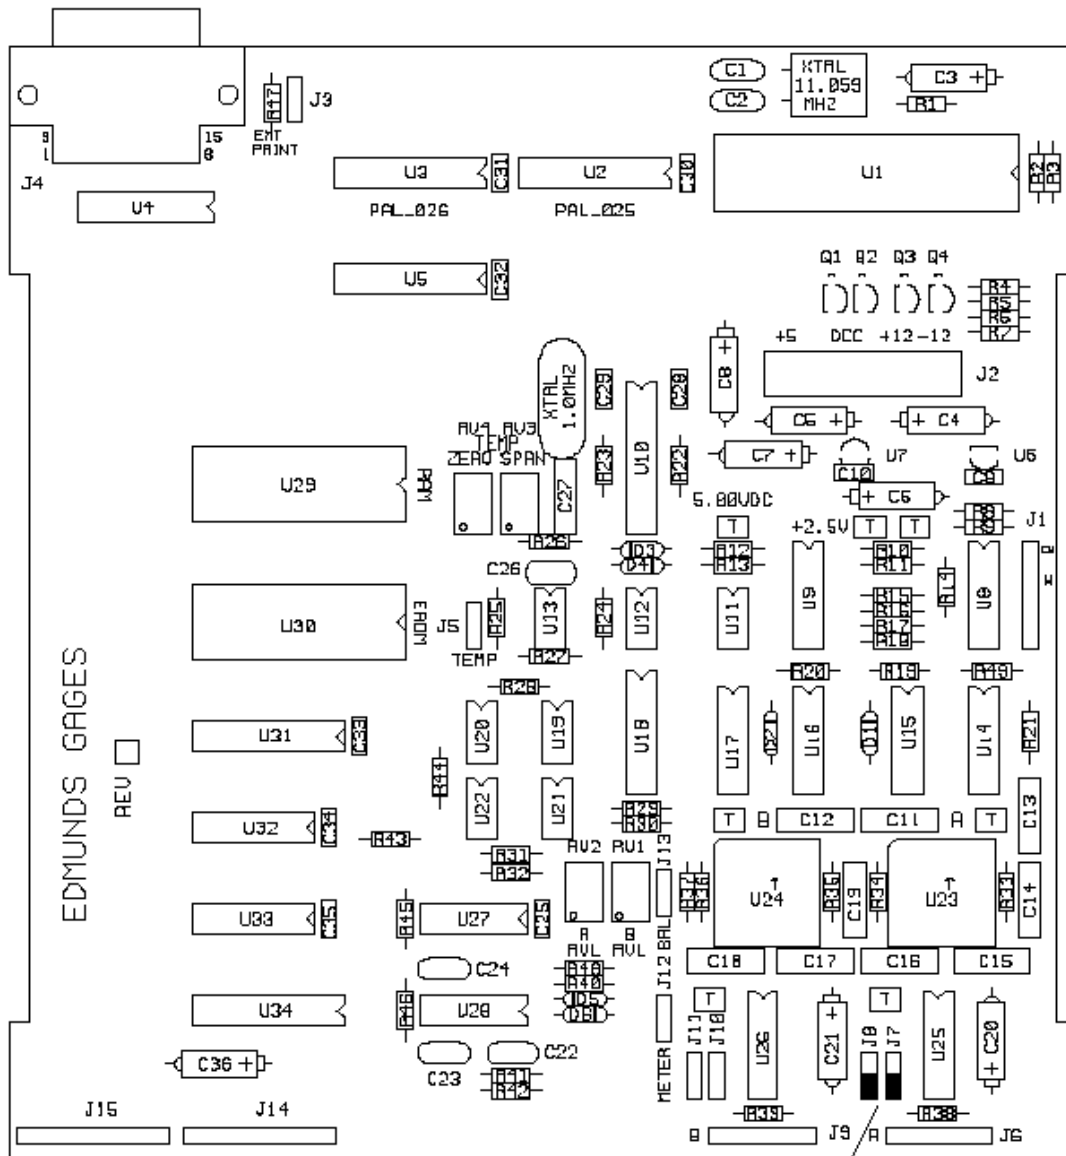 C1
XTAL
11.059
MHZ
C3 +
C2
R1
R47
J3
9
1
15
8
EXT
PRINT
J4
U3
C31
U2
C30
U1
R2
R3
U4
PAL_026
PAL_025
U5
C32
Q1 Q2 Q3 Q4
R4
R5
R6
R7
+5 DCC +12 -12
C8 +
J2
XTAL
1.0MHZ
C29
C28
U10
RV4 RV3
TEMP
ZERO SPAN
C6 +
+ C4
R23
R22
C7 +
U7
C10
U6
C9
U29
RAM
C27
+ C5
5.00VDC
R8
R9
J1
T
+2.5V
T
T
R26
D3
D4
R12
R13
U9
R10
R11
R14
U8
C26
U30
EROM
J5
R25
U13
R24
U12
U11
R15
R16
R17
R18
TEMP
R27
R28
R20
R19
R49
U20
U19
U18
U17
D2
U16
D1
U15
U14
R21
U31
C33
R44
EDMUNDS GAGES
REV
U22
U21
R29
R30
T
B
C12
C11
A
T
C13
U32
C34
R43
R31
R32
RV2
RV1
J13
R37
R36
U24
R35
C19
R34
U23
R33
C14
U33
C35
R45
U27
C25
A
AVL
B
AVL
BAL
C18
C17
C16
C15
C24
R48
R40
D5
D6
J12
U34
R46
U28
T
J11
J10
U26
C21 +
T
J8
J7
U25
C20 +
C36 +
C23
C22
R41
R42
METER
R39
R38
J15
J14
B
J9
A
J6